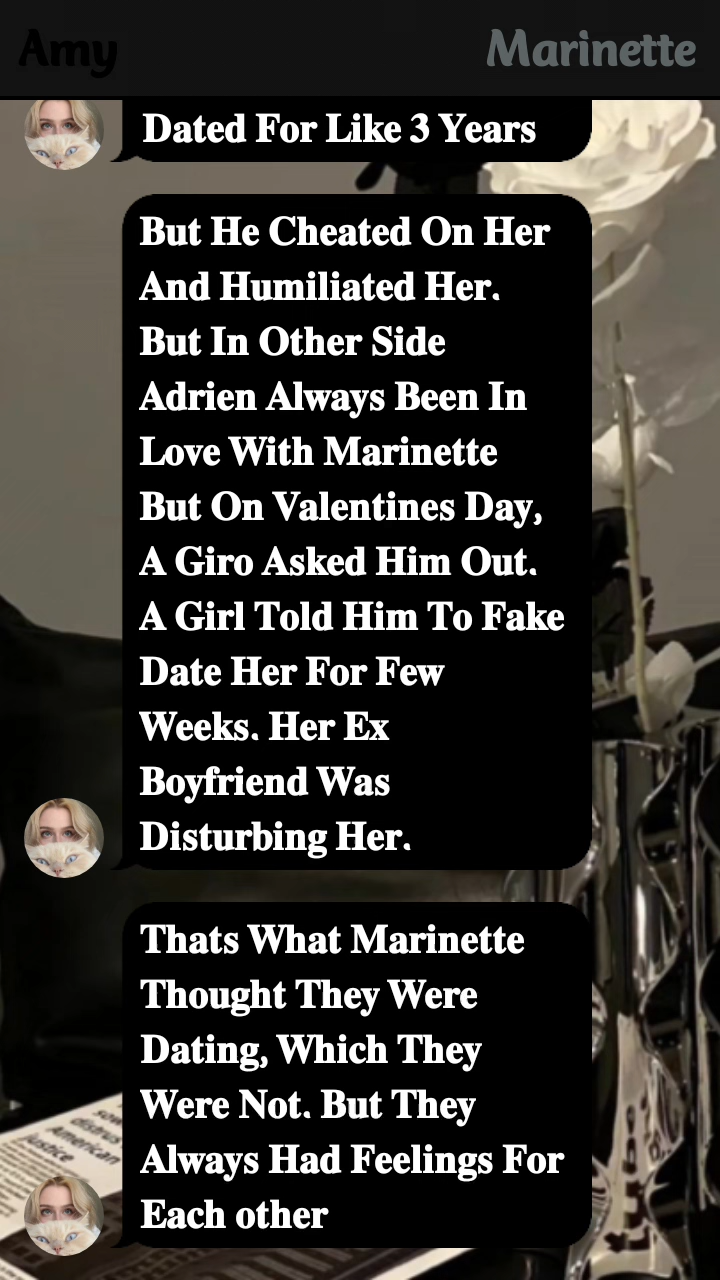 Amy Marinette
Dated For Like 3 Years
But He Cheated On Her
And Humiliated Her.
But In Other Side
Adrien Always Been In
Love With Marinette
But On Valentines Day,
A Giro Asked Him Out.
A Girl Told Him To Fake
Date Her For Few
Weeks. Her Ex
Boyfriend Was
Disturbing Her.
Thats What Marinette
Thought They Were
Dating, Which They
Were Not. But They
Always Had Feelings For
Each other
American
Justice